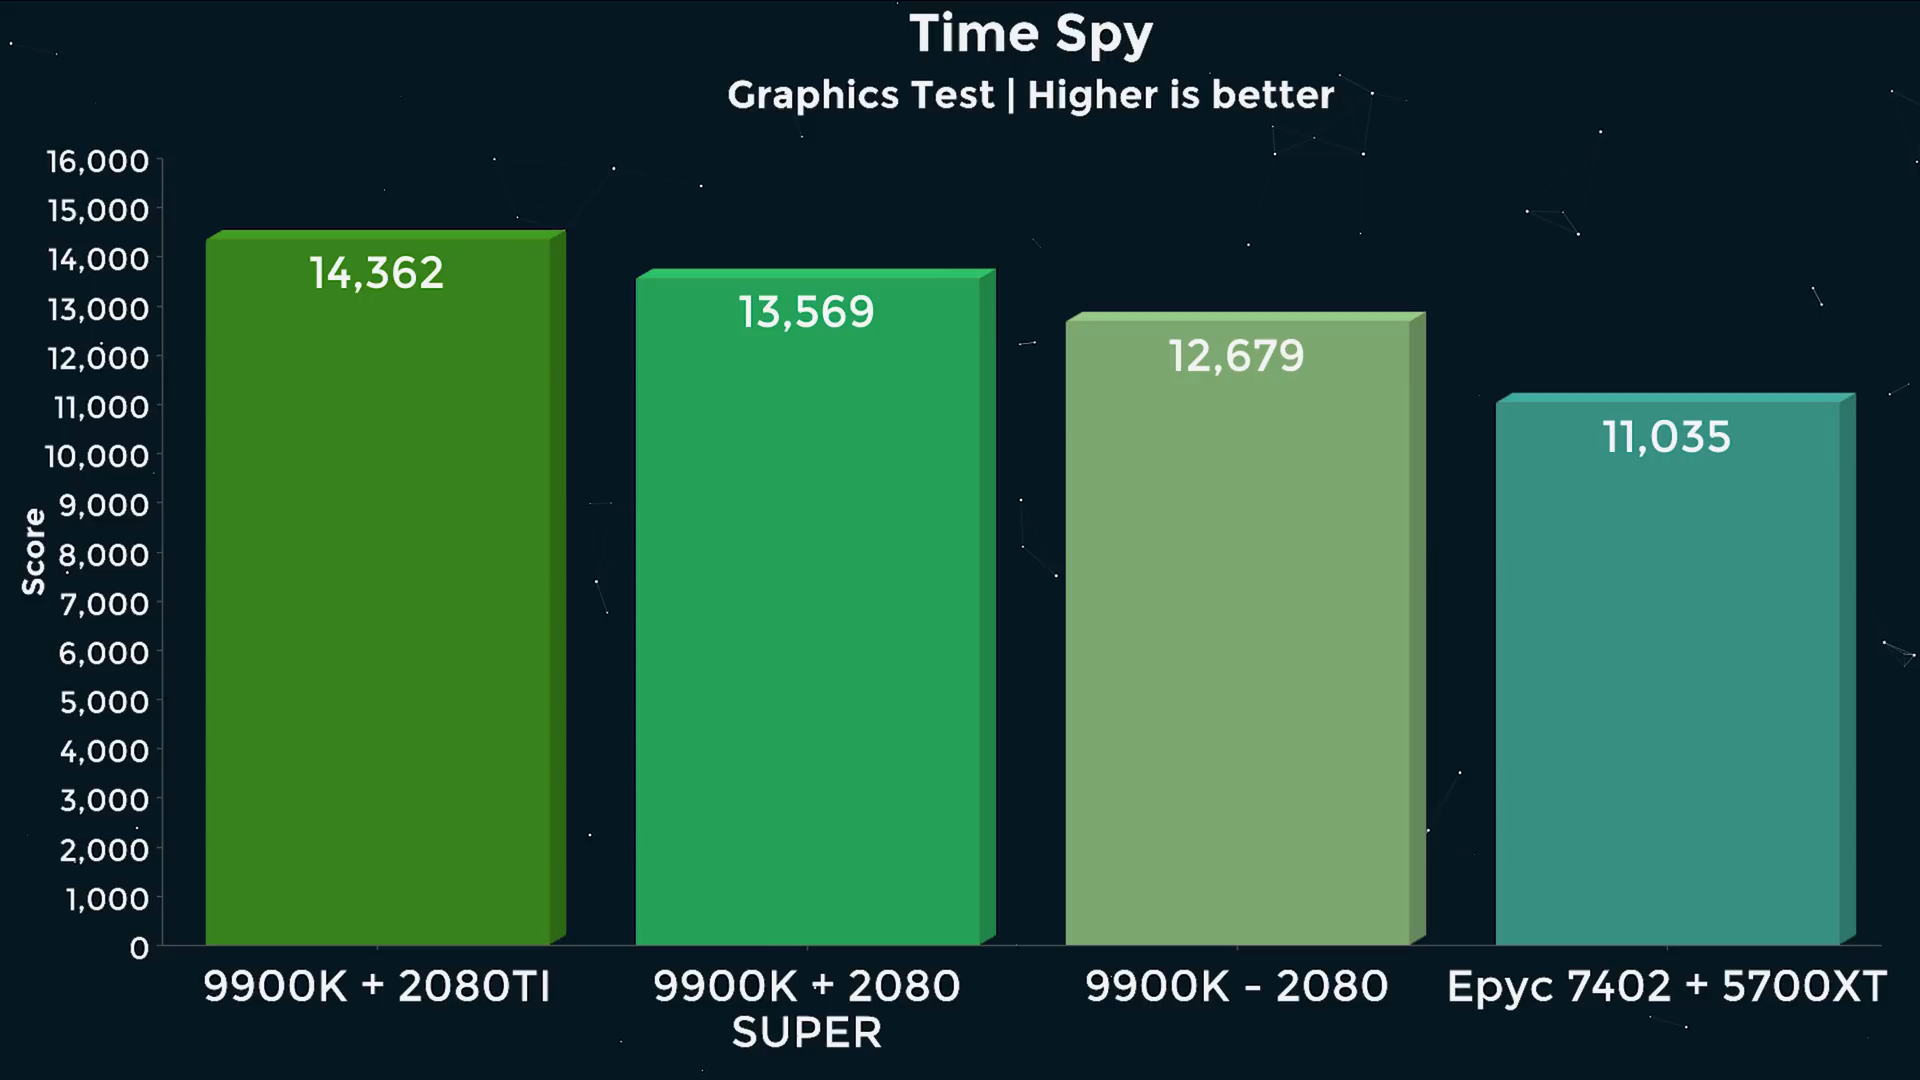 Time Spy
Graphics Test | Higher is better
16,000
15,000
14,000
13,000
12,000
11,000
10,000
9,000
8,000
7,000
6,000
5,000
4,000
3,000
2,000
1,000
0
Score
14,362
13,569
12,679
11,035
9900K + 2080TI
9900K + 2080
SUPER
9900K - 2080
Epyc 7402 + 5700XT